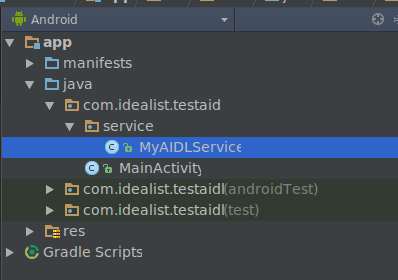 Android
app
manifests
java
com.idealist.testaid
service
MyAIDLService
MainActivity
com.idealist.testaidl (androidTest)
com.idealist.testaidl (test)
res
Gradle Scripts